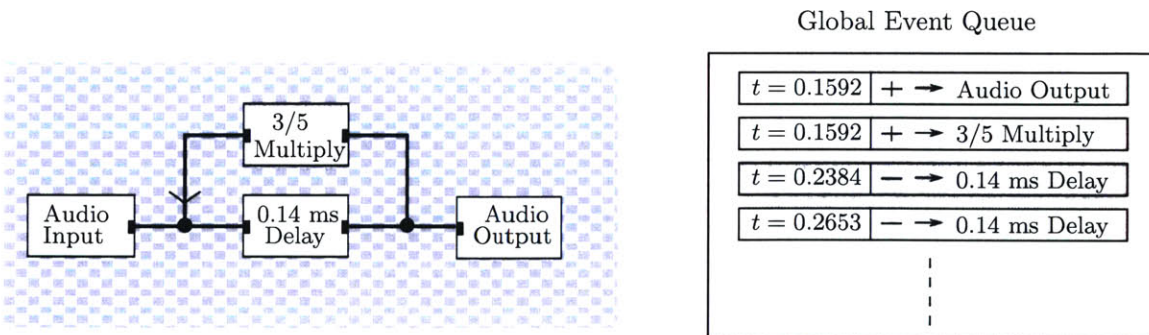 Global Event Queue
3/5
Multiply
Audio
Input
0.14 ms
Delay
Audio
Output
t = 0.1592 + → Audio Output
t = 0.1592 + → 3/5 Multiply
t = 0.2384 − → 0.14 ms Delay
t = 0.2653 − → 0.14 ms Delay